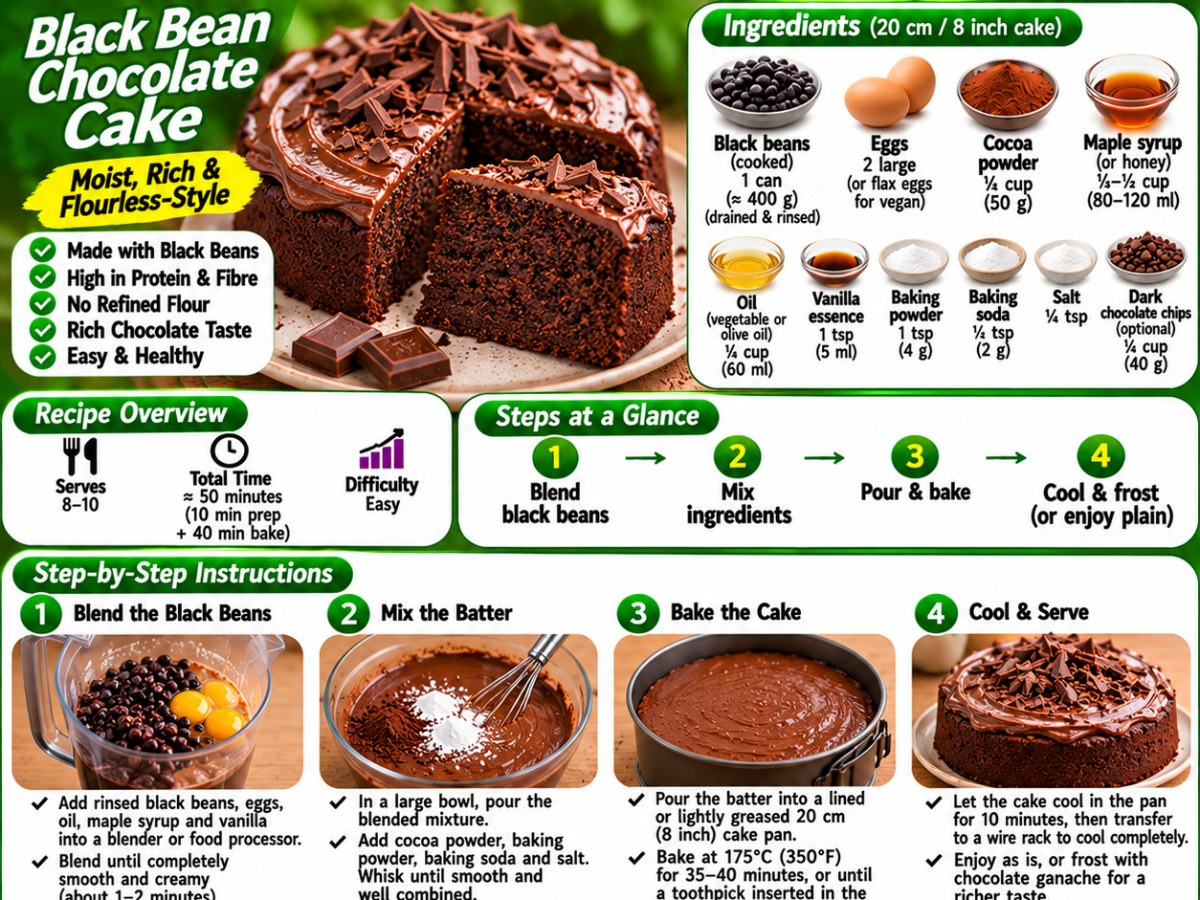 Black Bean
Chocolate
Cake
Moist, Rich &
Flourless-Style
Made with Black Beans
High in Protein & Fibre
No Refined Flour
Rich Chocolate Taste
Easy & Healthy
Ingredients (20 cm / 8 inch cake)
Black beans
(cooked)
1 can
(≈ 400 g)
(drained & rinsed)
Eggs
2 large
(or flax eggs
for vegan)
Cocoa
powder
½ cup
(50 g)
Maple syrup
(or honey)
⅓–½ cup
(80–120 ml)
Oil
(vegetable or
olive oil)
¼ cup
(60 ml)
Vanilla
essence
1 tsp
(5 ml)
Baking
powder
1 tsp
(4 g)
Baking
soda
½ tsp
(2 g)
Salt
¼ tsp
Dark
chocolate chips
(optional)
¼ cup
(40 g)
Recipe Overview
Serves
8–10
Total Time
≈ 50 minutes
(10 min prep
+ 40 min bake)
Difficulty
Easy
Steps at a Glance
1
Blend
black beans
2
Mix
ingredients
3
Pour & bake
4
Cool & frost
(or enjoy plain)
Step-by-Step Instructions
1 Blend the Black Beans
Add rinsed black beans, eggs,
oil, maple syrup and vanilla
into a blender or food processor.
Blend until completely
smooth and creamy
(about 1–2 minutes)
2 Mix the Batter
In a large bowl, pour the
blended mixture.
Add cocoa powder, baking
powder, baking soda and salt.
Whisk until smooth and
well combined.
3 Bake the Cake
Pour the batter into a lined
or lightly greased 20 cm
(8 inch) cake pan.
Bake at 175°C (350°F)
for 35–40 minutes, or until
a toothpick inserted in the
4 Cool & Serve
Let the cake cool in the pan
for 10 minutes, then transfer
to a wire rack to cool completely.
Enjoy as is, or frost with
chocolate ganache for a
richer taste.